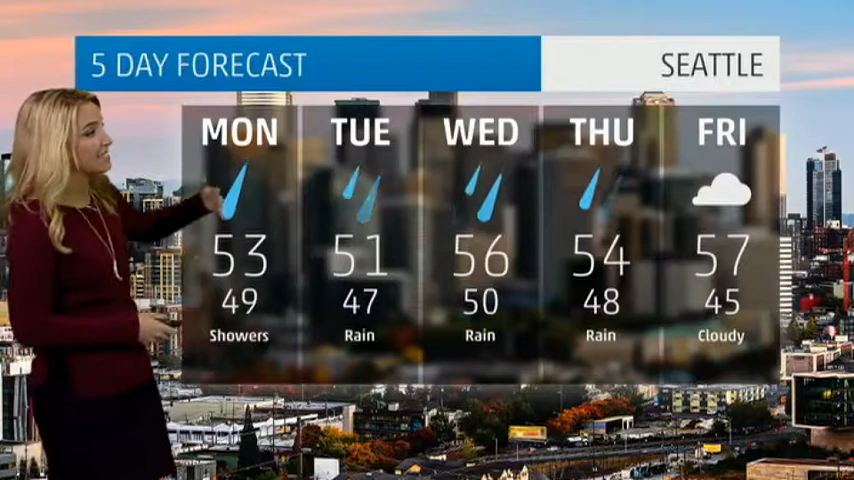 5 DAY FORECAST
SEATTLE
MON TUE WED THU FRI
53 51 56 54 57
49 47 50 48 45
Showers Rain Rain Rain Cloudy